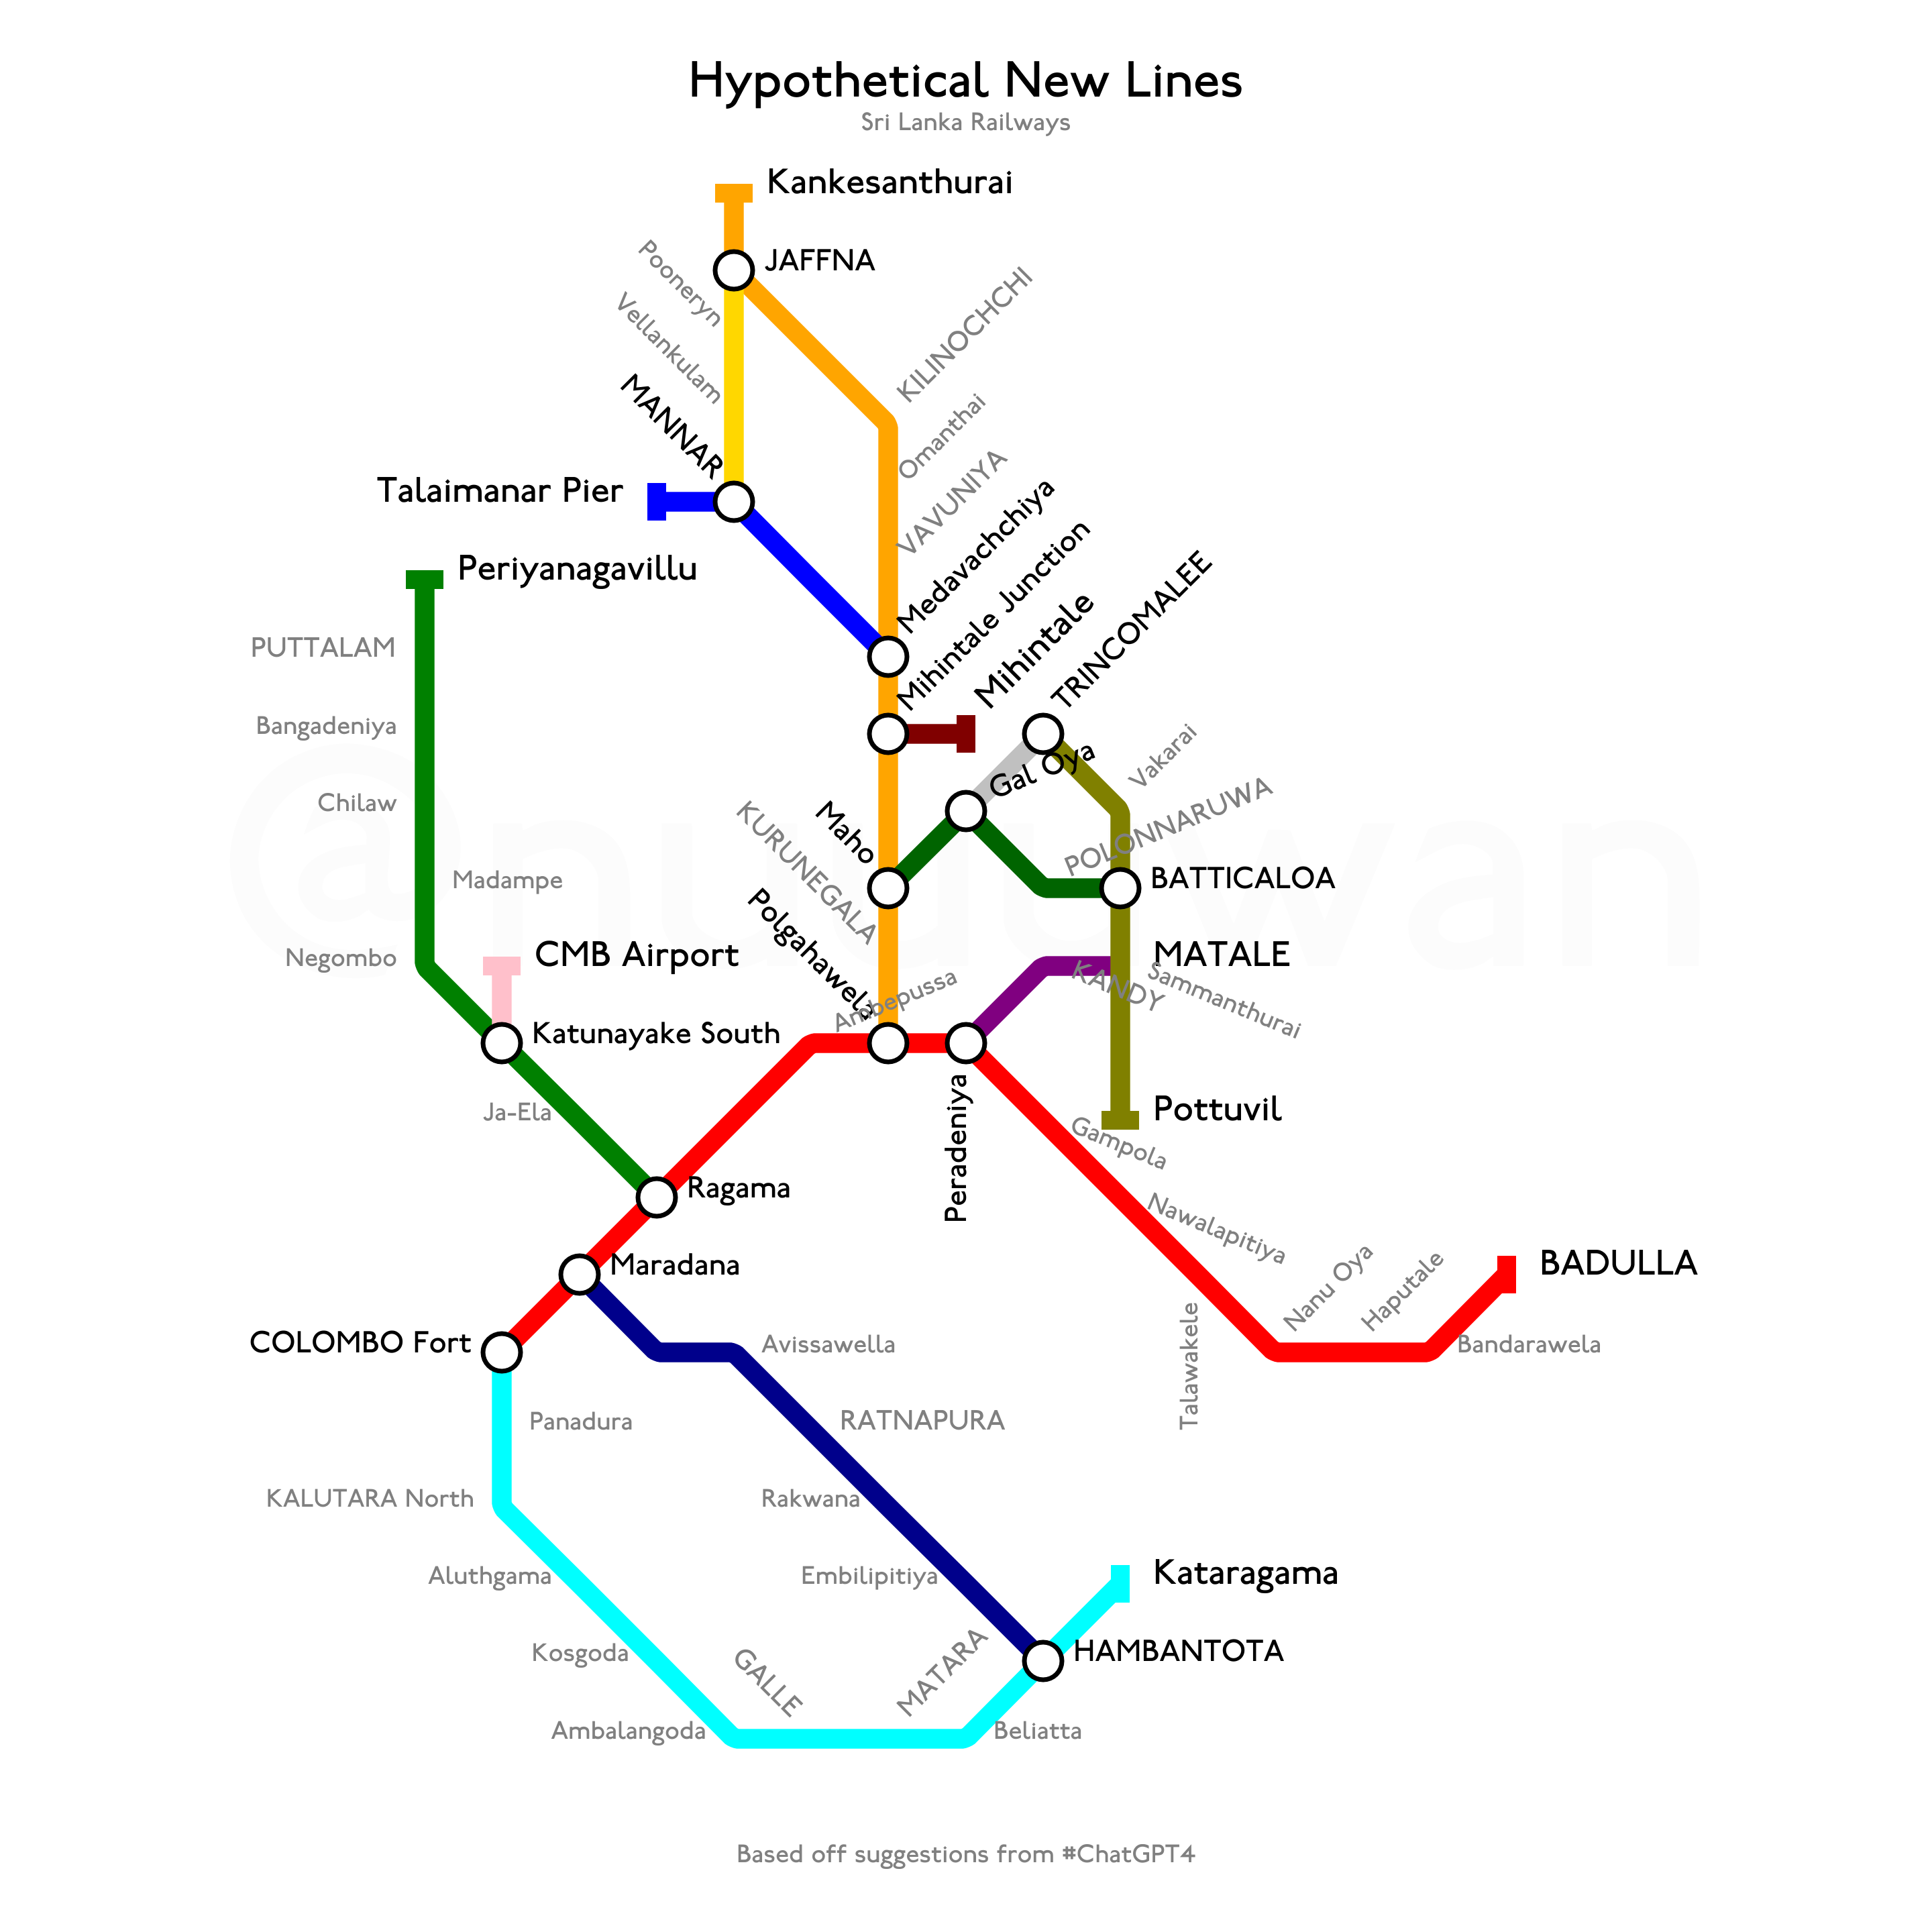 Hypothetical New Lines
Sri Lanka Railways
Kankesanthurai
JAFFNA
Pooneryn
Vellankulam
KILINOCHCHI
Omanthai
MANNAR
VAVUNIYA
Talaimanar Pier
Medavachchiya
Periyanagavillu
Mihintale Junction
Mihintale
TRINCOMALEE
PUTTALAM
Bangadeniya
Vakarai
Gal Oya
Chilaw
Maho
KURUNEGALA
POLONNARUWA
Madampe
BATTICALOA
Polgahawela
Negombo
CMB Airport
MATALE
KANDY
Sammanthurai
Ambepussa
Katunayake South
Ja-Ela
Peradeniya
Pottuvil
Gampola
Ragama
Nawalapitiya
Maradana
Nanu Oya
Haputale
BADULLA
COLOMBO Fort
Avissawella
Talawakele
Bandarawela
Panadura
RATNAPURA
KALUTARA North
Rakwana
Aluthgama
Embilipitiya
Kataragama
Kosgoda
GALLE
MATARA
HAMBANTOTA
Ambalangoda
Beliatta
Based off suggestions from #ChatGPT4